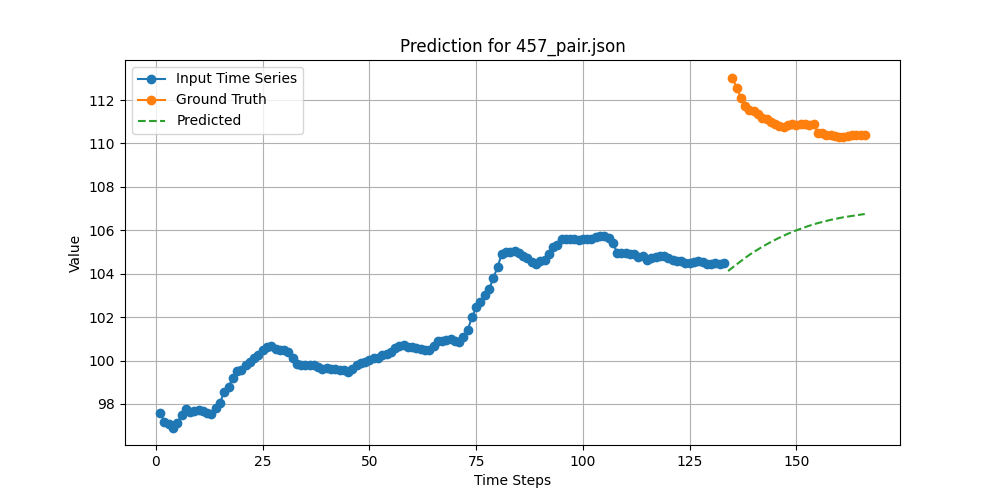 Prediction for 457_pair.json
Input Time Series
Ground Truth
Predicted
112
110
108
106
104
102
100
98
Value
0
25
50
75
100
125
150
Time Steps